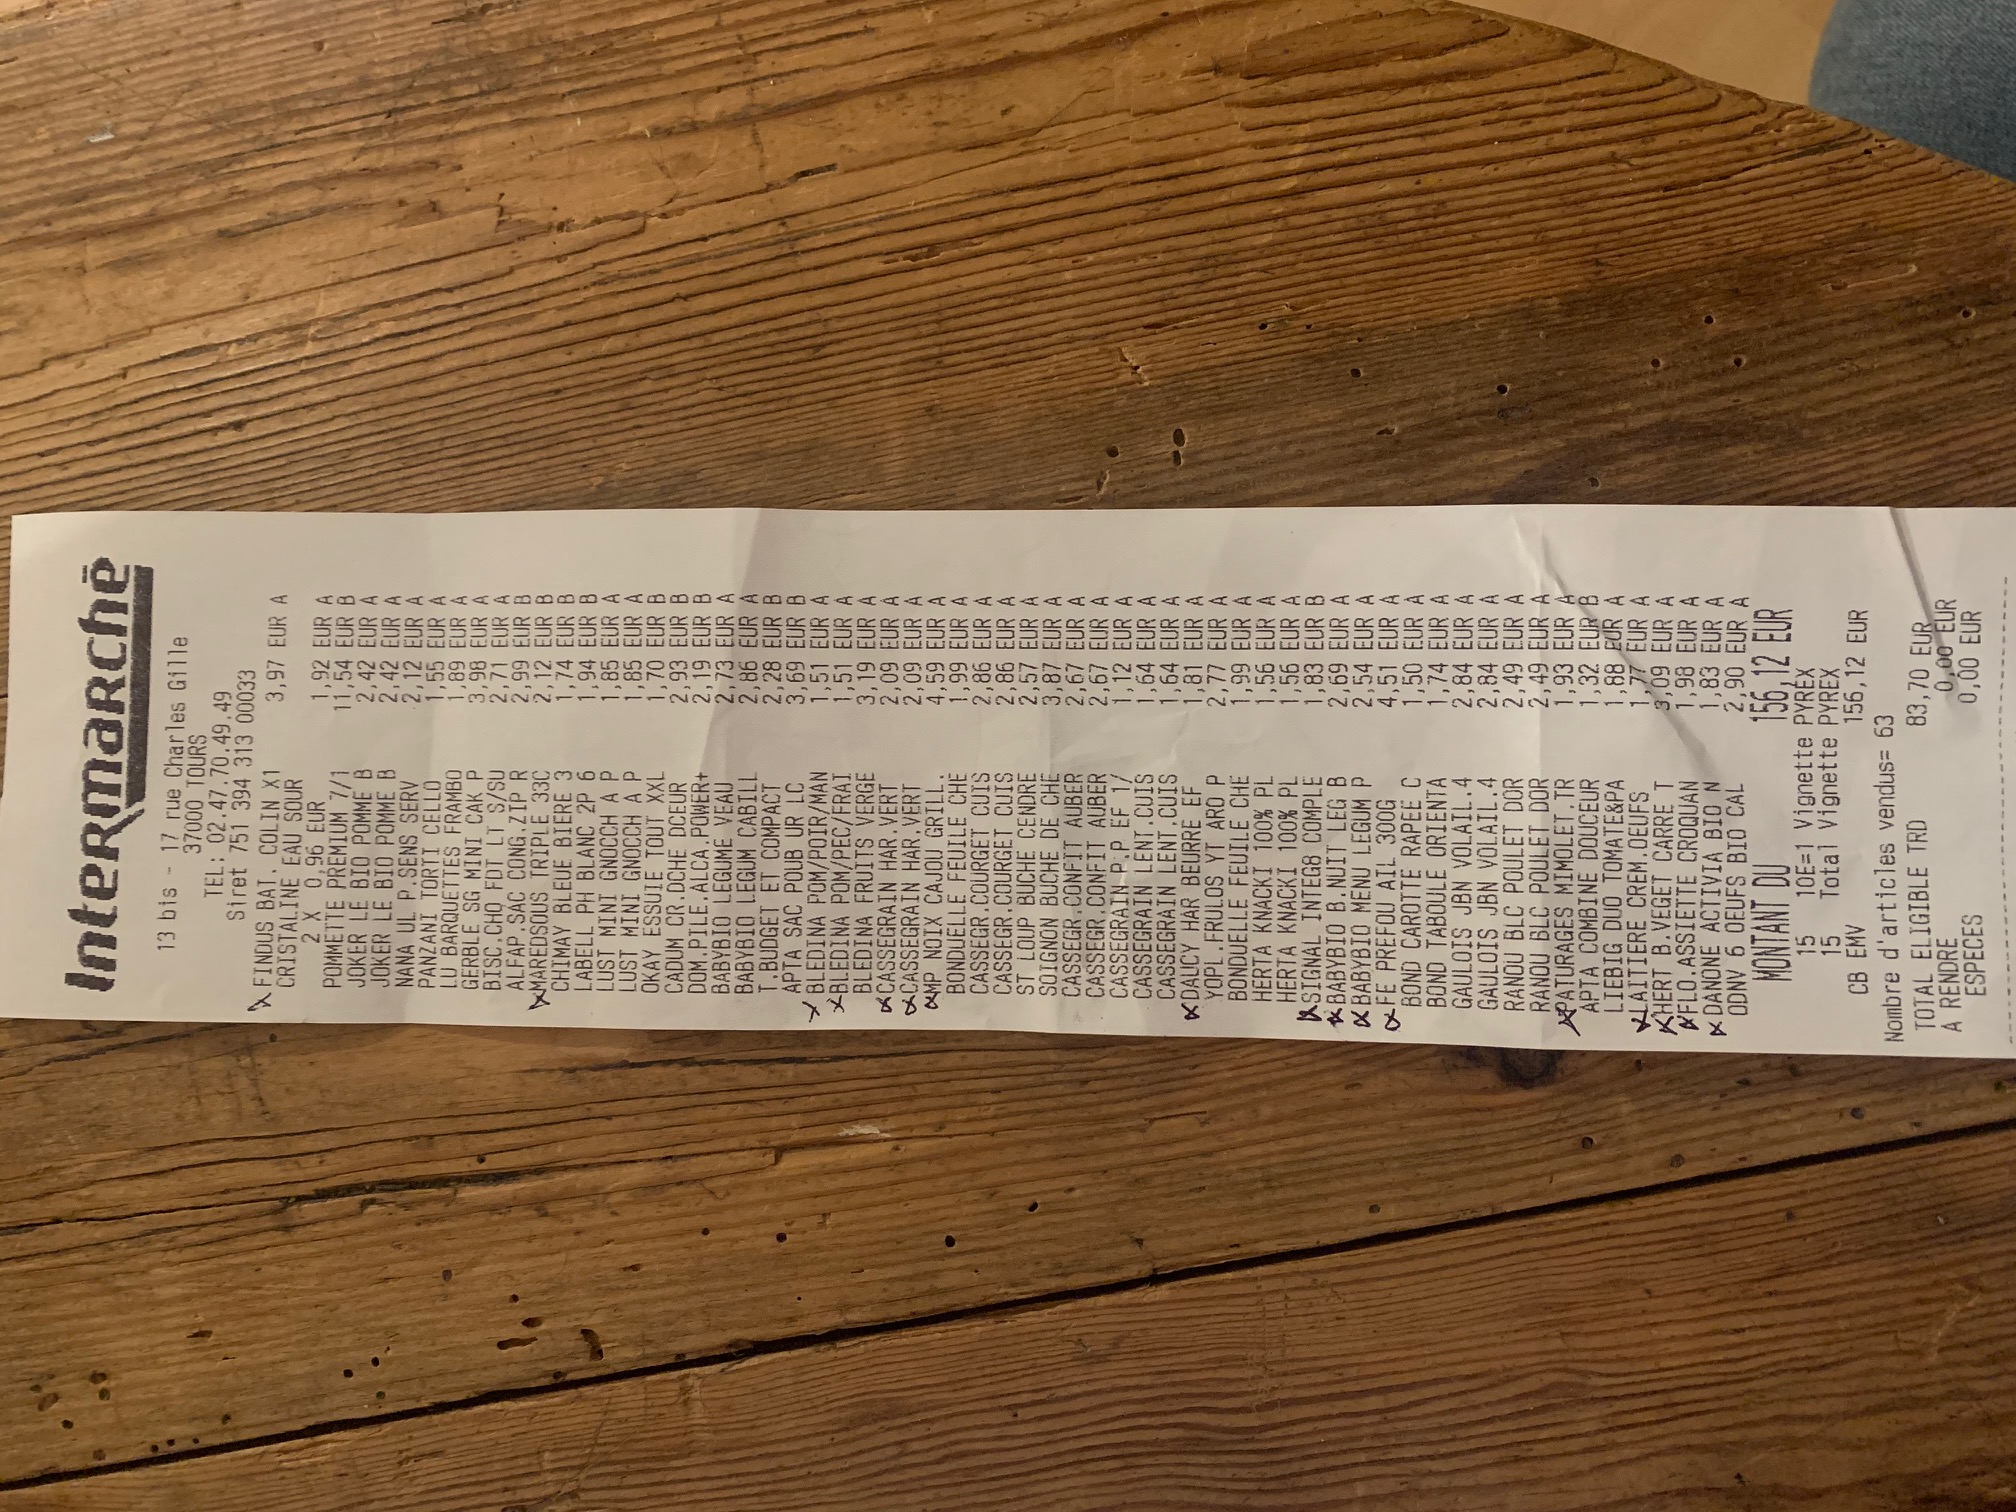 Intermarchē
13 bis - 17 rue Charles Gille
37000 TOURS
TEL: 02.47.70.49.49
Siret 751 394 313 00033
FINDUS BAT. COLIN X1 3,97 EUR A
CRISTALINE EAU SOUR
2 X 0,96 EUR 1,92 EUR A
POMMETTE PREMIUM 7/1 11,54 EUR B
JOKER LE BIO POMME B 2,42 EUR A
JOKER LE BIO POMME B 2,42 EUR A
NANA UL P.SENS SERV 2,12 EUR A
PANZANI TORTI CELLO 1,55 EUR A
LU BARQUETTES FRAMBO 1,89 EUR A
GERBLE SG MINI CAK P 3,98 EUR A
BISC.CHO FDT LT S/SU 2,71 EUR A
ALFAP.SAC CONG.ZIP R 2,99 EUR B
MAREDSOUS TRIPLE 33C 2,12 EUR B
CHIMAY BLEUE BIERE 3 1,74 EUR B
LABELL PH BLANC 2P 6 1,94 EUR B
LUST MINI GNOCCH A P 1,85 EUR A
LUST MINI GNOCCH A P 1,85 EUR A
OKAY ESSUIE TOUT XXL 1,70 EUR B
CADUM CR.DCHE DCEUR 2,93 EUR B
DOM.PILE.ALCA.POWER+ 2,19 EUR B
BABYBIO LEGUME VEAU 2,73 EUR A
BABYBIO LEGUM CABILL 2,86 EUR A
T.BUDGET ET COMPACT 2,28 EUR B
APTA SAC POUB UR LC 3,69 EUR B
BLEDINA POM/POIR/MAN 1,51 EUR A
BLEDINA POM/PEC/FRAI 1,51 EUR A
BLEDINA FRUITS VERGE 3,19 EUR A
CASSEGRAIN HAR.VERT 2,09 EUR A
CASSEGRAIN HAR.VERT 2,09 EUR A
MP NOIX CAJOU GRILL. 4,59 EUR A
BONDUELLE FEUILE CHE 1,99 EUR A
CASSEGR.COURGET CUIS 2,86 EUR A
CASSEGR.COURGET CUIS 2,86 EUR A
ST LOUP BUCHE CENDRE 2,57 EUR A
SOIGNON BUCHE DE CHE 3,87 EUR A
CASSEGR.CONFIT AUBER 2,67 EUR A
CASSEGR.CONFIT AUBER 2,67 EUR A
CASSEGRAIN P.P EF 1/ 1,12 EUR A
CASSEGRAIN LENT.CUIS 1,64 EUR A
CASSEGRAIN LENT.CUIS 1,64 EUR A
DAUCY HAR BEURRE EF 1,81 EUR A
YOPL.FRULOS YT ARO P 2,77 EUR A
BONDUELLE FEUILE CHE 1,99 EUR A
HERTA KNACKI 100% PL 1,56 EUR A
HERTA KNACKI 100% PL 1,56 EUR A
SIGNAL INTEG8 COMPLE 1,83 EUR B
BABYBIO B.NUIT LEG B 2,69 EUR A
BABYBIO MENU LEGUM P 2,54 EUR A
FE PREFOU AIL 300G 4,51 EUR A
BOND CAROTTE RAPEE C 1,50 EUR A
BOND TABOULE ORIENTA 1,74 EUR A
GAULOIS JBN VOLAIL.4 2,84 EUR A
GAULOIS JBN VOLAIL.4 2,84 EUR A
RANOU BLC POULET DOR 2,49 EUR A
RANOU BLC POULET DOR 2,49 EUR A
PATURAGES MIMOLET.TR 1,93 EUR A
APTA COMBINE DOUCEUR 1,32 EUR B
LIEBIG DUO TOMATE&PA 1,88 EUR A
LAITIERE CREM.OEUFS 1,77 EUR A
HERT B.VEGET CARRE T 3,09 EUR A
FLO.ASSIETTE CROQUAN 1,98 EUR A
DANONE ACTIVIA BIO N 1,83 EUR A
ODNV 6 OEUFS BIO CAL 2,90 EUR A
MONTANT DU 156,12 EUR
15 10E=1 Vignette PYREX
15 Total Vignette PYREX
CB EMV 156,12 EUR
Nombre d'articles vendus= 63
TOTAL ELIGIBLE TRD 83,70 EUR
A RENDRE 0,00 EUR
ESPECES 0,00 EUR